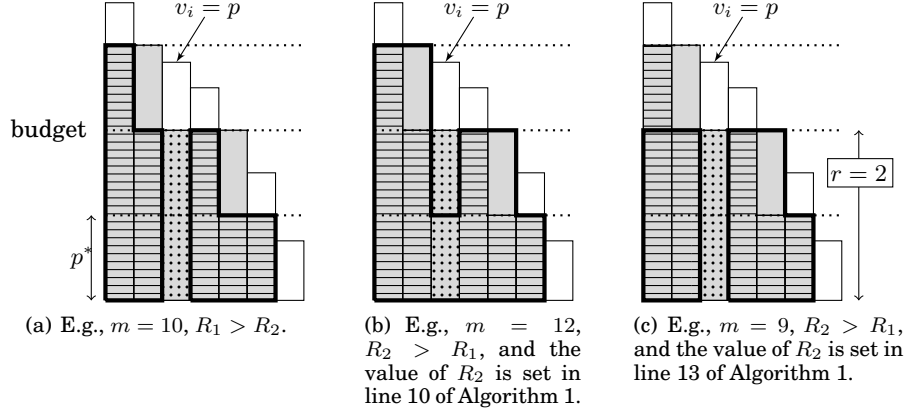 v_i = p
v_i = p
v_i = p
budget
r = 2
p*
(a) E.g., m = 10, R_1 > R_2.
(b) E.g., m = 12,
R_2 > R_1, and the
value of R_2 is set in
line 10 of Algorithm 1.
(c) E.g., m = 9, R_2 > R_1,
and the value of R_2 is set in
line 13 of Algorithm 1.